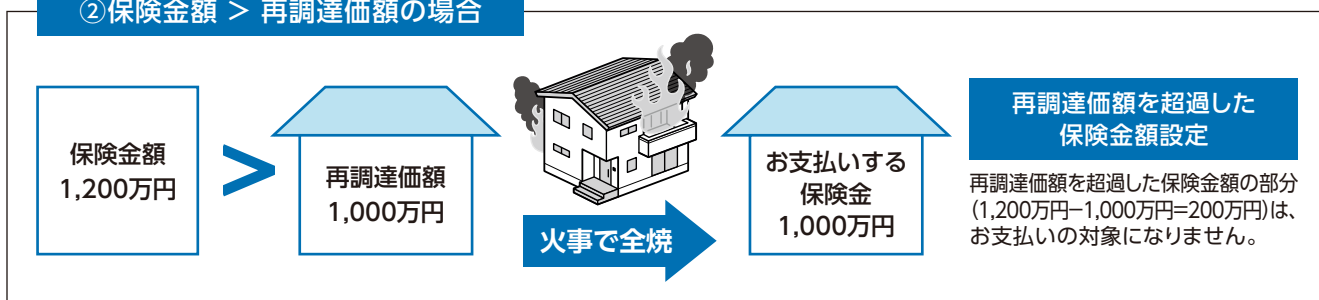 ②保険金額 > 再調達価額の場合
保険金額
1,200万円
>
再調達価額
1,000万円
火事で全焼
お支払いする
保険金
1,000万円
再調達価額を超過した
保険金額設定
再調達価額を超過した保険金額の部分
(1,200万円−1,000万円=200万円)は、
お支払いの対象になりません。